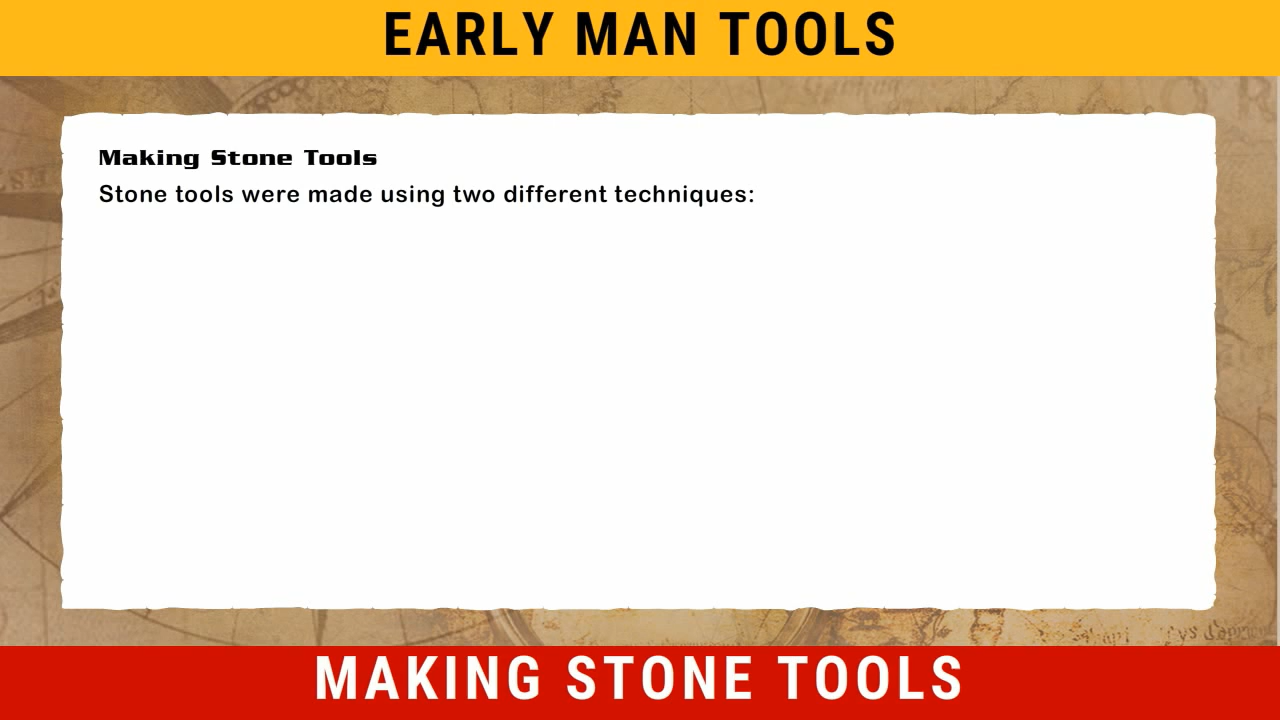 EARLY MAN TOOLS
Making Stone Tools
Stone tools were made using two different techniques:
MAKING STONE TOOLS